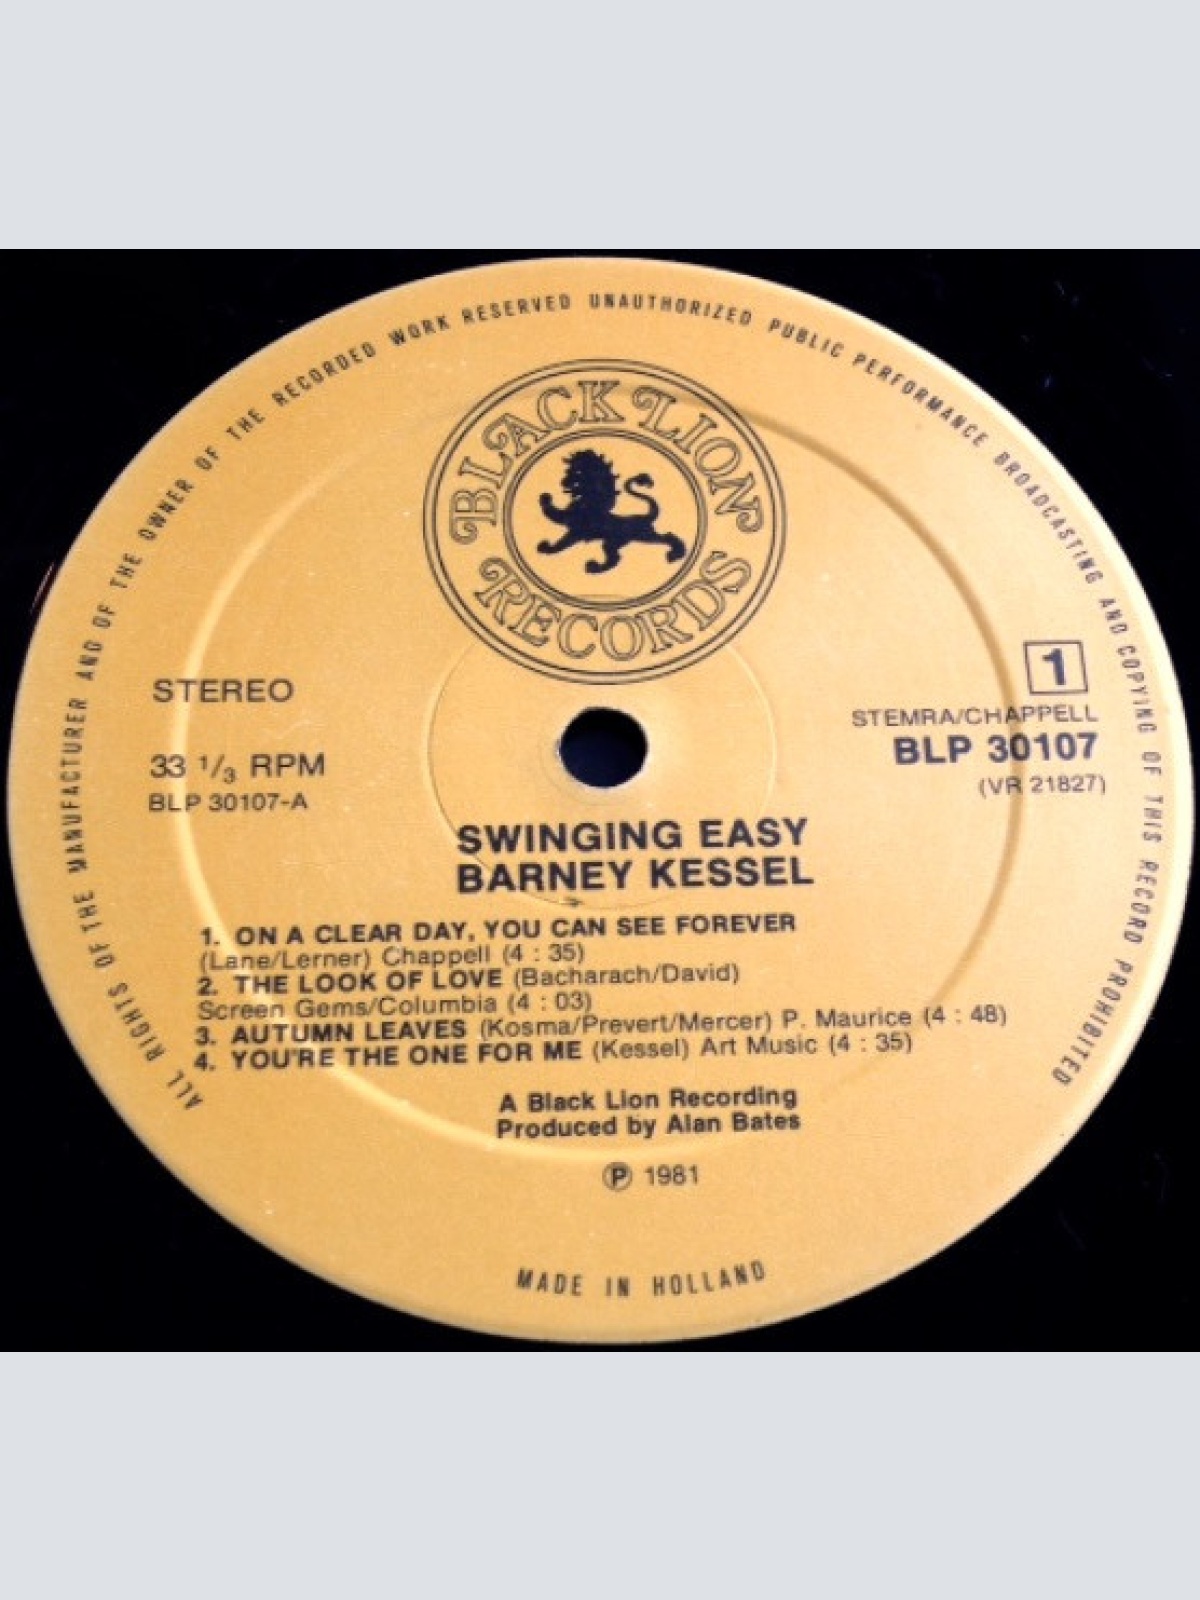 ALL RIGHTS OF THE MANUFACTURER AND OF THE OWNER OF THE RECORDED WORK RESERVED UNAUTHORIZED PUBLIC PERFORMANCE BROADCASTING AND COPYING OF THIS RECORD PROHIBITED
BLACK LION
RECORDS
STEREO
33 1/3 RPM
BLP 30107-A
1
STEMRA/CHAPPELL
BLP 30107
(VR 21827)
SWINGING EASY
BARNEY KESSEL
1. ON A CLEAR DAY, YOU CAN SEE FOREVER
(Lane/Lerner) Chappell (4 : 35)
2. THE LOOK OF LOVE (Bacharach/David)
Screen Gems/Columbia (4 : 03)
3. AUTUMN LEAVES (Kosma/Prevert/Mercer) P. Maurice (4 : 48)
4. YOU'RE THE ONE FOR ME (Kessel) Art Music (4 : 35)
A Black Lion Recording
Produced by Alan Bates
℗ 1981
MADE IN HOLLAND